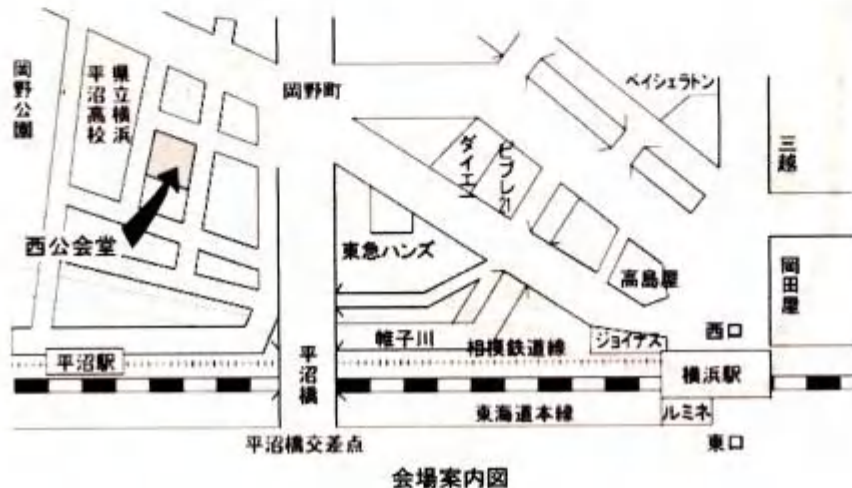 岡野公園
県立横浜
平沼高校
西公会堂
岡野町
ダイエー
ビブレ21
ベイシェラトン
三越
東急ハンズ
高島屋
岡田屋
帷子川
相模鉄道線
ジョイナス
西口
平沼駅
平沼橋
横浜駅
東海道本線
ルミネ
東口
平沼橋交差点
会場案内図